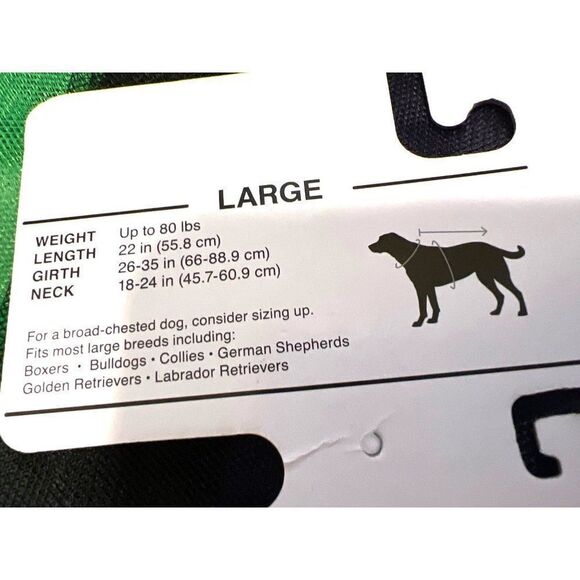 LARGE
WEIGHT Up to 80 lbs
LENGTH 22 in (55.8 cm)
GIRTH 26-35 in (66-88.9 cm)
NECK 18-24 in (45.7-60.9 cm)
For a broad-chested dog, consider sizing up.
Fits most large breeds including:
Boxers • Bulldogs • Collies • German Shepherds
Golden Retrievers • Labrador Retrievers